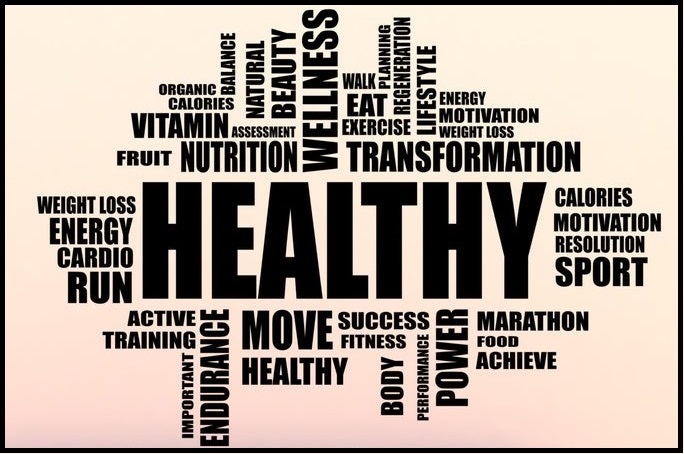 WELLNESS
BALANCE
NATURAL
BEAUTY
PLANNING
REGENERATION
LIFESTYLE
WALK
ORGANIC
CALORIES
EAT
ENERGY
MOTIVATION
VITAMIN
ASSESSMENT
EXERCISE
WEIGHT LOSS
FRUIT
NUTRITION
TRANSFORMATION
HEALTHY
WEIGHT LOSS
ENERGY
CARDIO
RUN
CALORIES
MOTIVATION
RESOLUTION
SPORT
ACTIVE
TRAINING
IMPORTANT
ENDURANCE
MOVE
HEALTHY
SUCCESS
FITNESS
BODY
PERFORMANCE
POWER
MARATHON
FOOD
ACHIEVE